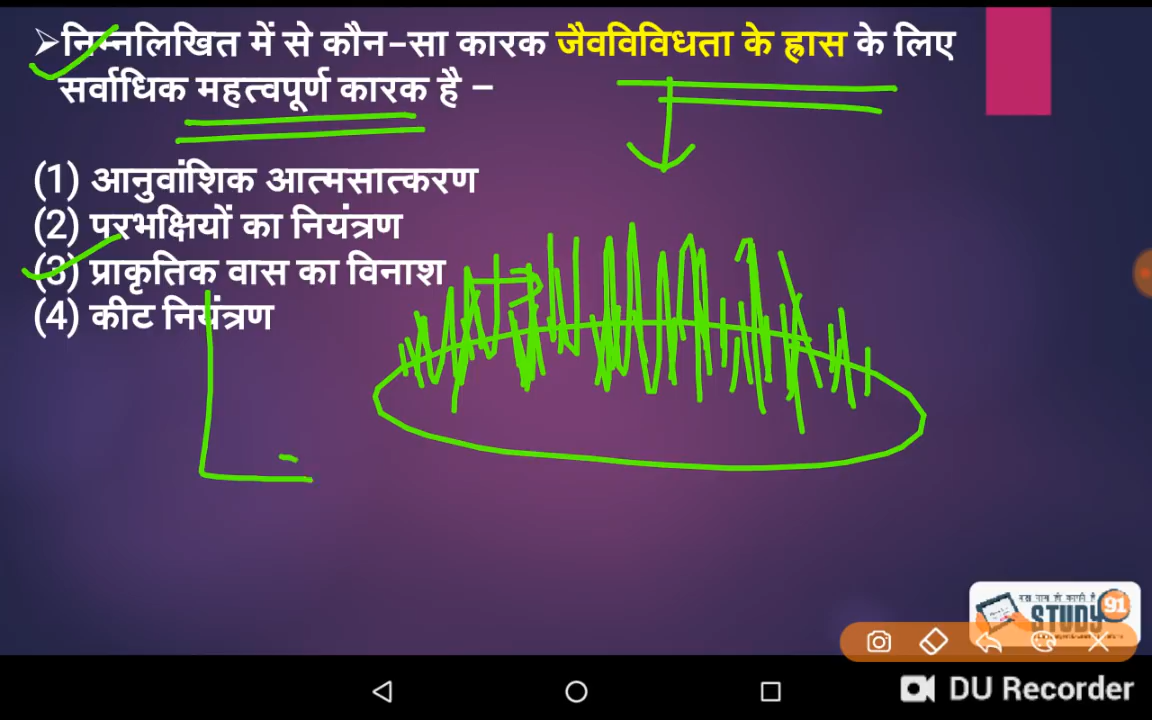 निम्नलिखित में से कौन-सा कारक जैवविविधता के ह्रास के लिए
सर्वाधिक महत्वपूर्ण कारक है –
(1) आनुवांशिक आत्मसात्करण
(2) परभक्षियों का नियंत्रण
(3) प्राकृतिक वास का विनाश
(4) कीट नियंत्रण
STUDY 91
DU Recorder